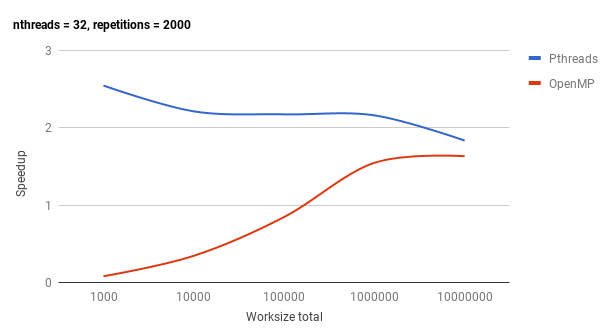 nthreads = 32, repetitions = 2000
3
2
1
0
Speedup
1000 10000 100000 1000000 10000000
Worksize total
Pthreads
OpenMP